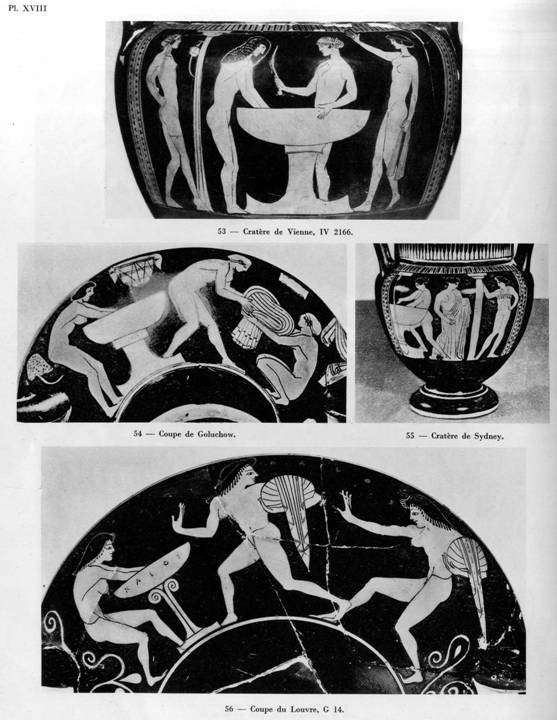 Pl. XVIII
53 — Cratère de Vienne, IV 2166.
54 — Coupe de Goluchow.
55 — Cratère de Sydney.
ΚΑΛΟΣ
56 — Coupe du Louvre, G 14.